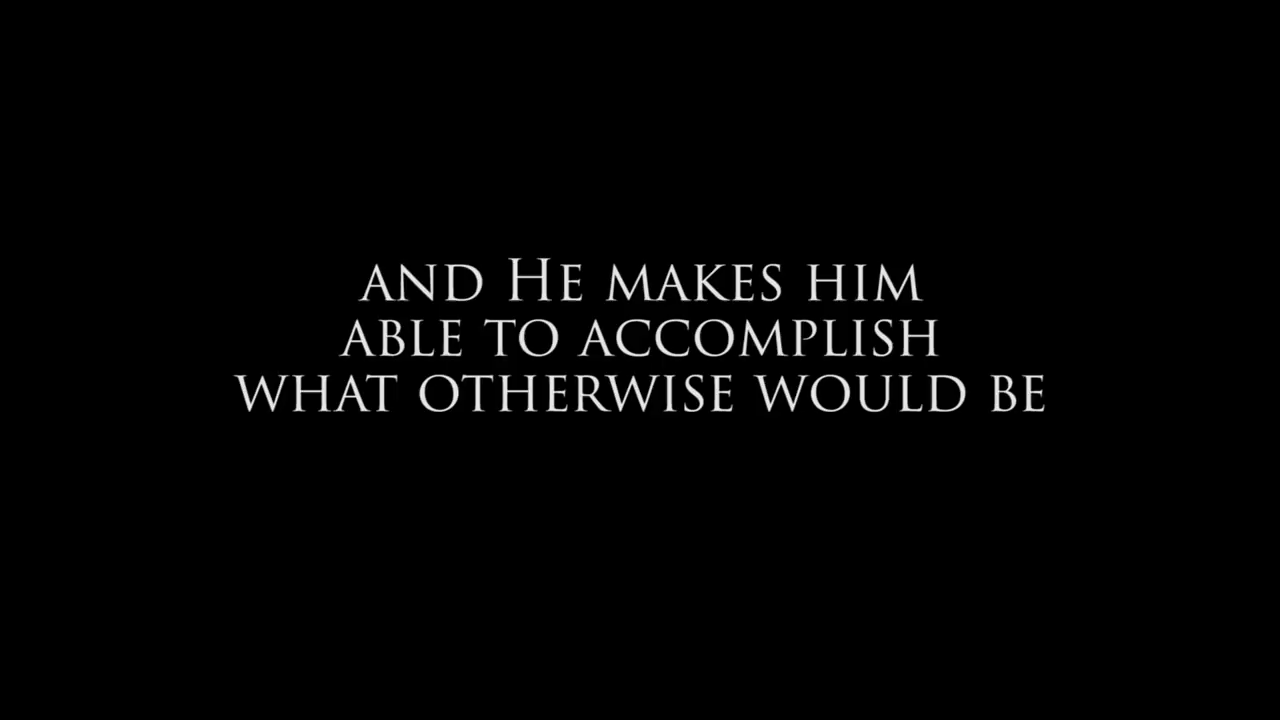 AND HE MAKES HIM
ABLE TO ACCOMPLISH
WHAT OTHERWISE WOULD BE